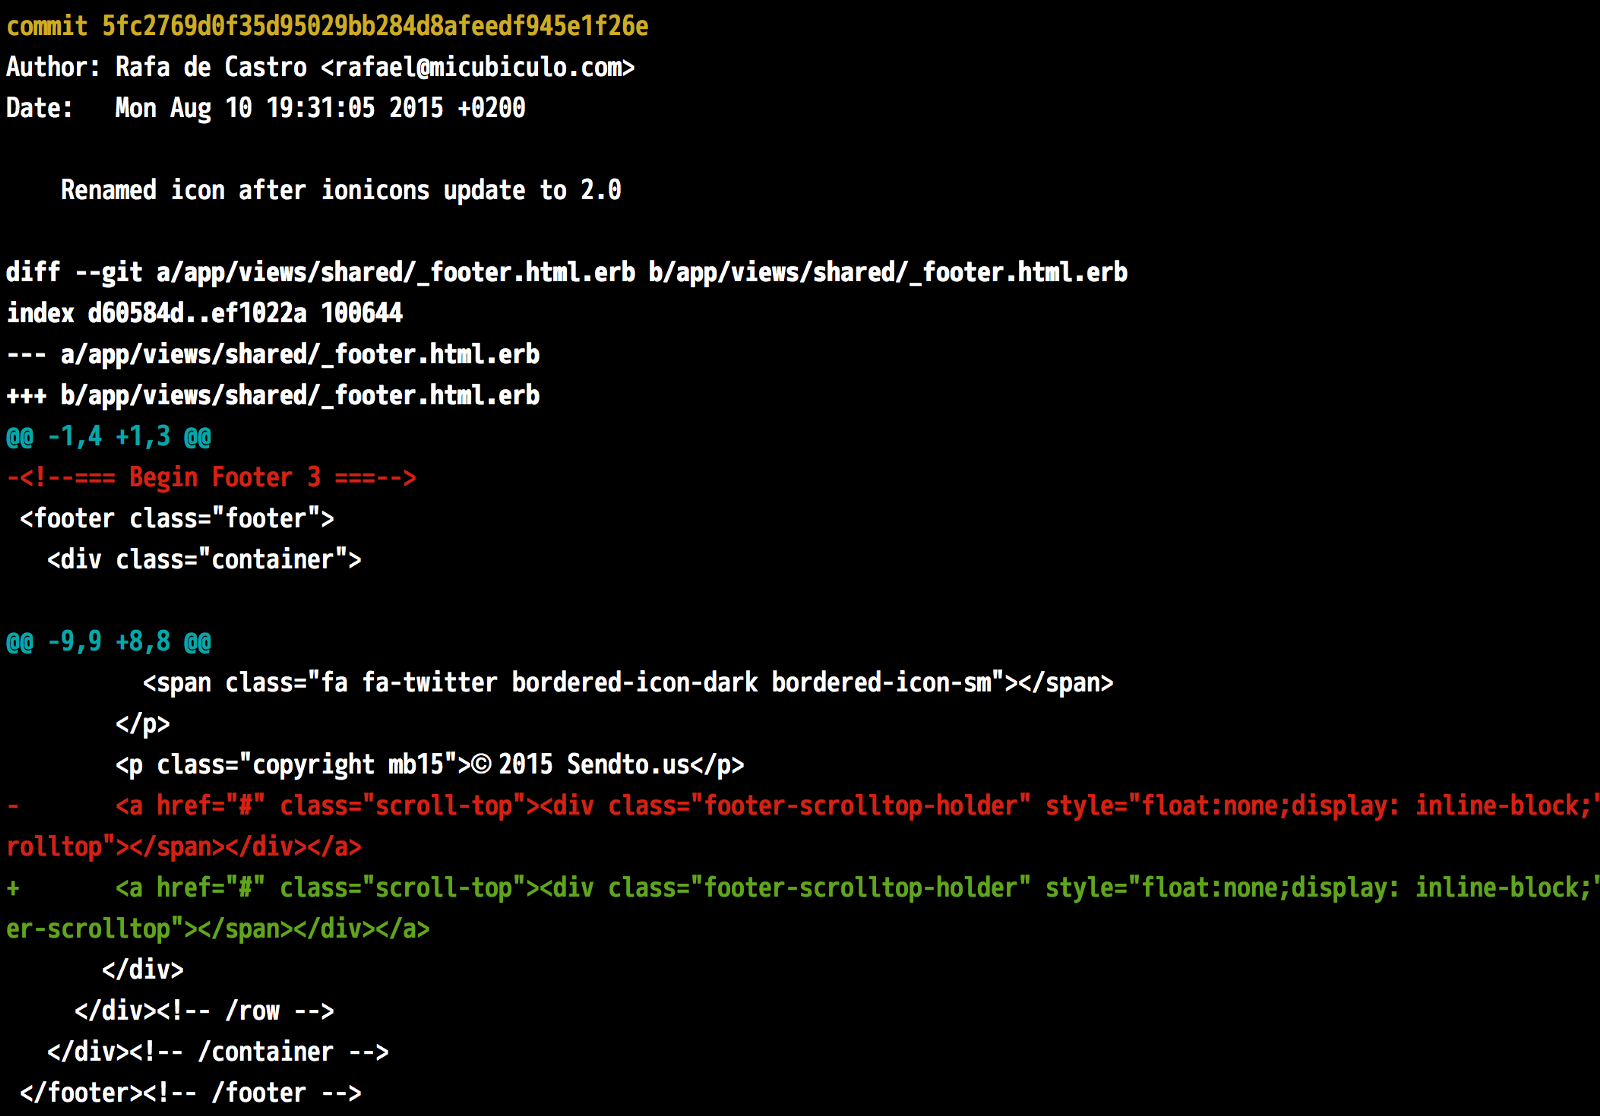 commit 5fc2769d0f35d95029bb284d8afeedf945e1f26e
Author: Rafa de Castro <rafael@micubiculo.com>
Date:   Mon Aug 10 19:31:05 2015 +0200

    Renamed icon after ionicons update to 2.0

diff --git a/app/views/shared/_footer.html.erb b/app/views/shared/_footer.html.erb
index d60584d..ef1022a 100644
--- a/app/views/shared/_footer.html.erb
+++ b/app/views/shared/_footer.html.erb
@@ -1,4 +1,3 @@
-<!--=== Begin Footer 3 ===-->
 <footer class="footer">
   <div class="container">

@@ -9,9 +8,8 @@
          <span class="fa fa-twitter bordered-icon-dark bordered-icon-sm"></span>
        </p>
        <p class="copyright mb15">© 2015 Sendto.us</p>
-       <a href="#" class="scroll-top"><div class="footer-scrolltop-holder" style="float:none;display: inline-block;"
rolltop"></span></div></a>
+       <a href="#" class="scroll-top"><div class="footer-scrolltop-holder" style="float:none;display: inline-block;"
er-scrolltop"></span></div></a>
       </div>
     </div><!-- /row -->
   </div><!-- /container -->
 </footer><!-- /footer -->